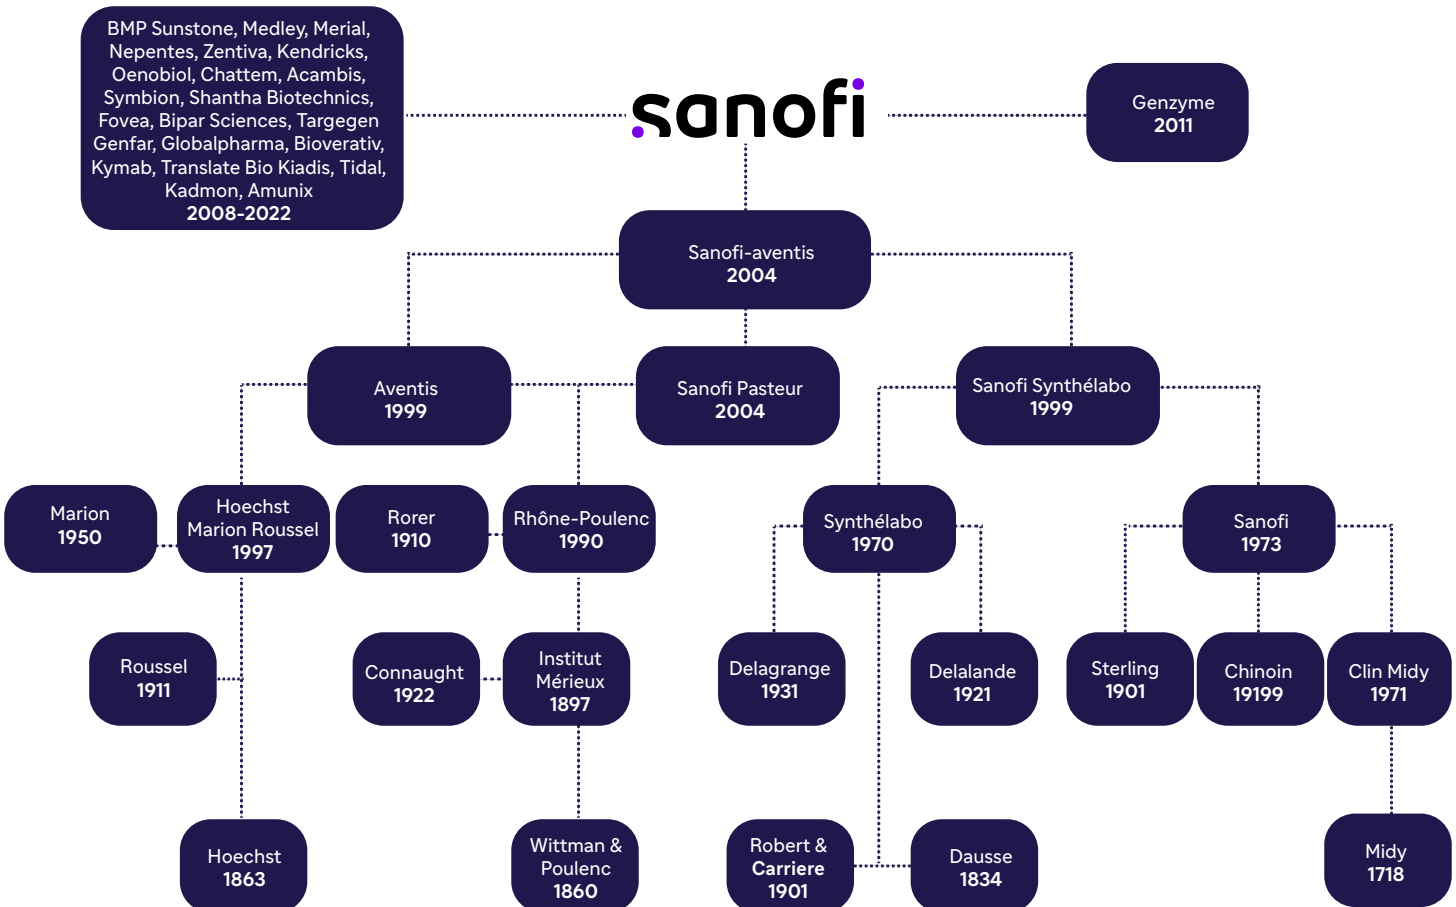 BMP Sunstone, Medley, Merial,
Nepentes, Zentiva, Kendricks,
Oenobiol, Chattem, Acambis,
Symbion, Shantha Biotechnics,
Fovea, Bipar Sciences, Targegen
Genfar, Globalpharma, Bioverativ,
Kymab, Translate Bio Kiadis, Tidal,
Kadmon, Amunix
2008-2022
sanofi
Genzyme
2011
Sanofi-aventis
2004
Aventis
1999
Sanofi Pasteur
2004
Sanofi Synthélabo
1999
Marion
1950
Hoechst
Marion Roussel
1997
Rorer
1910
Rhône-Poulenc
1990
Synthélabo
1970
Sanofi
1973
Roussel
1911
Connaught
1922
Institut
Mérieux
1897
Delagrange
1931
Delalande
1921
Sterling
1901
Chinoin
19199
Clin Midy
1971
Hoechst
1863
Wittman &
Poulenc
1860
Robert &
Carriere
1901
Dausse
1834
Midy
1718